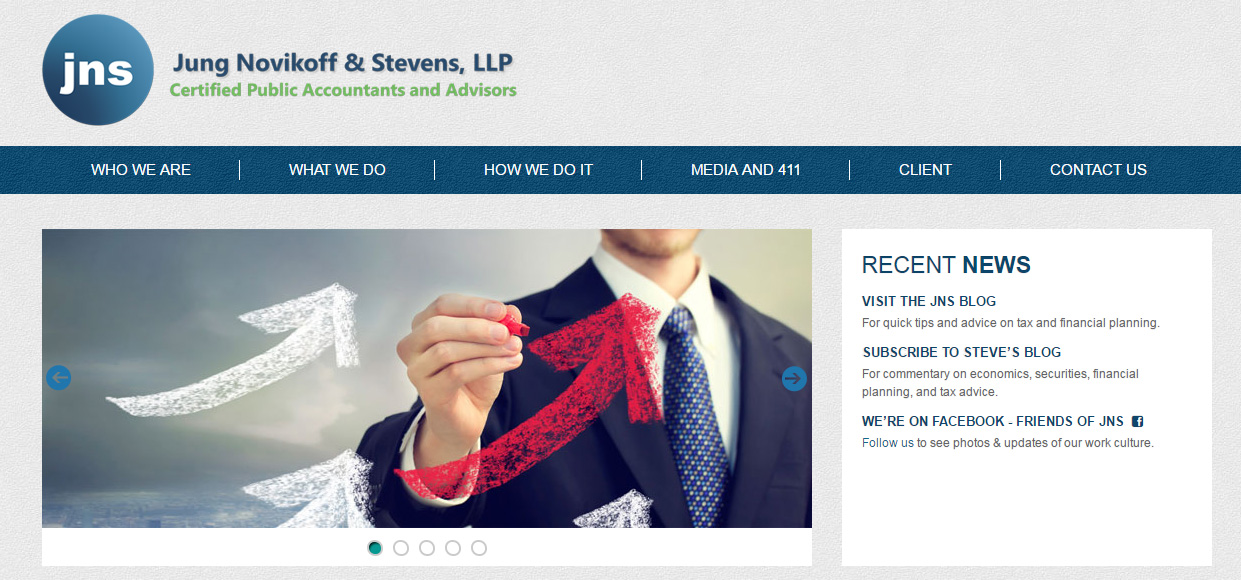 jns
Jung Novikoff & Stevens, LLP
Certified Public Accountants and Advisors
WHO WE ARE
WHAT WE DO
HOW WE DO IT
MEDIA AND 411
CLIENT
CONTACT US
RECENT NEWS
VISIT THE JNS BLOG
For quick tips and advice on tax and financial planning.
SUBSCRIBE TO STEVE'S BLOG
For commentary on economics, securities, financial
planning, and tax advice.
WE'RE ON FACEBOOK - FRIENDS OF JNS
Follow us to see photos & updates of our work culture.